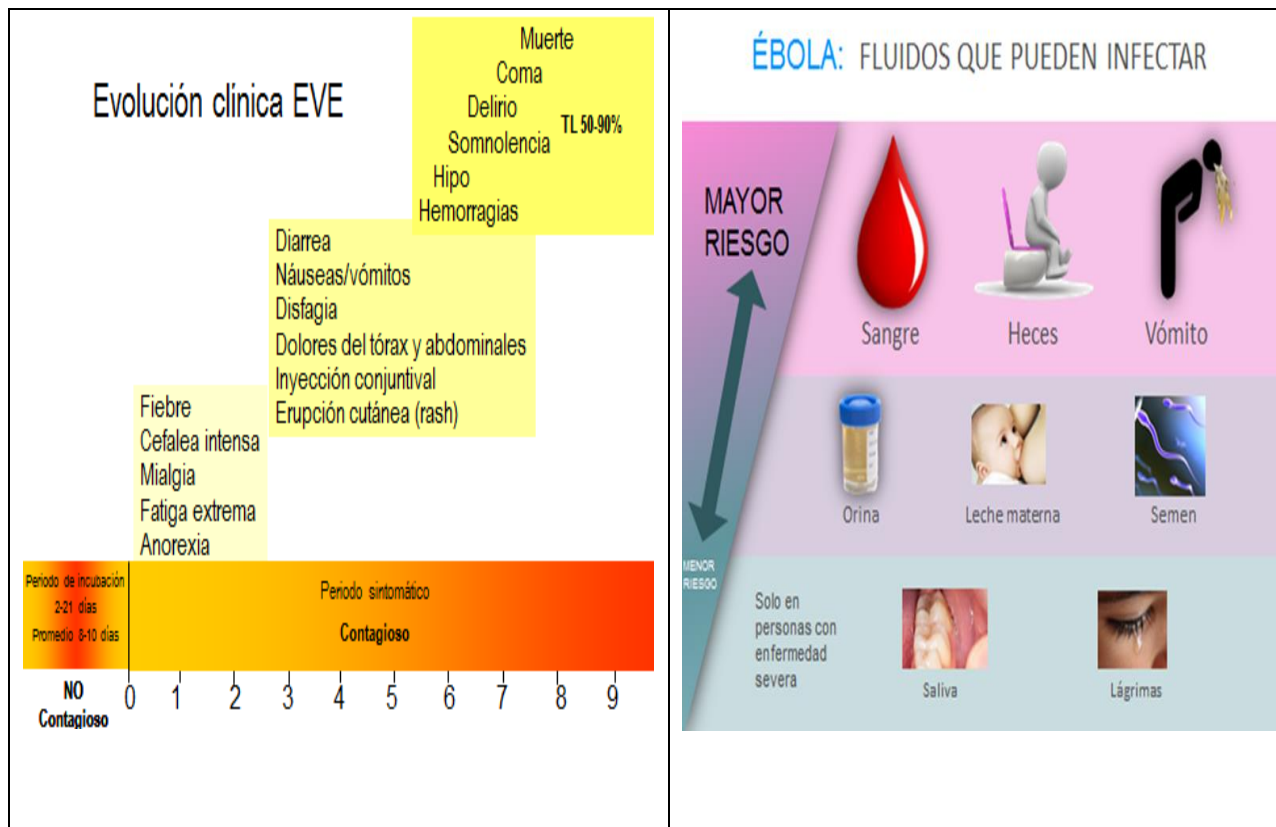 Evolución clínica EVE
Muerte
Coma
Delirio
TL 50-90%
Somnolencia
Hipo
Hemorragias
Diarrea
Náuseas/vómitos
Disfagia
Dolores del tórax y abdominales
Inyección conjuntival
Erupción cutánea (rash)
Fiebre
Cefalea intensa
Mialgia
Fatiga extrema
Anorexia
Periodo de incubación
2-21 días
Promedio 8-10 días
Periodo sintomático
Contagioso
NO
Contagioso
0 1 2 3 4 5 6 7 8 9
ÉBOLA: FLUIDOS QUE PUEDEN INFECTAR
MAYOR
RIESGO
Sangre Heces Vómito
Orina Leche materna Semen
MENOR
RIESGO
Solo en
personas con
enfermedad
severa
Saliva Lágrimas